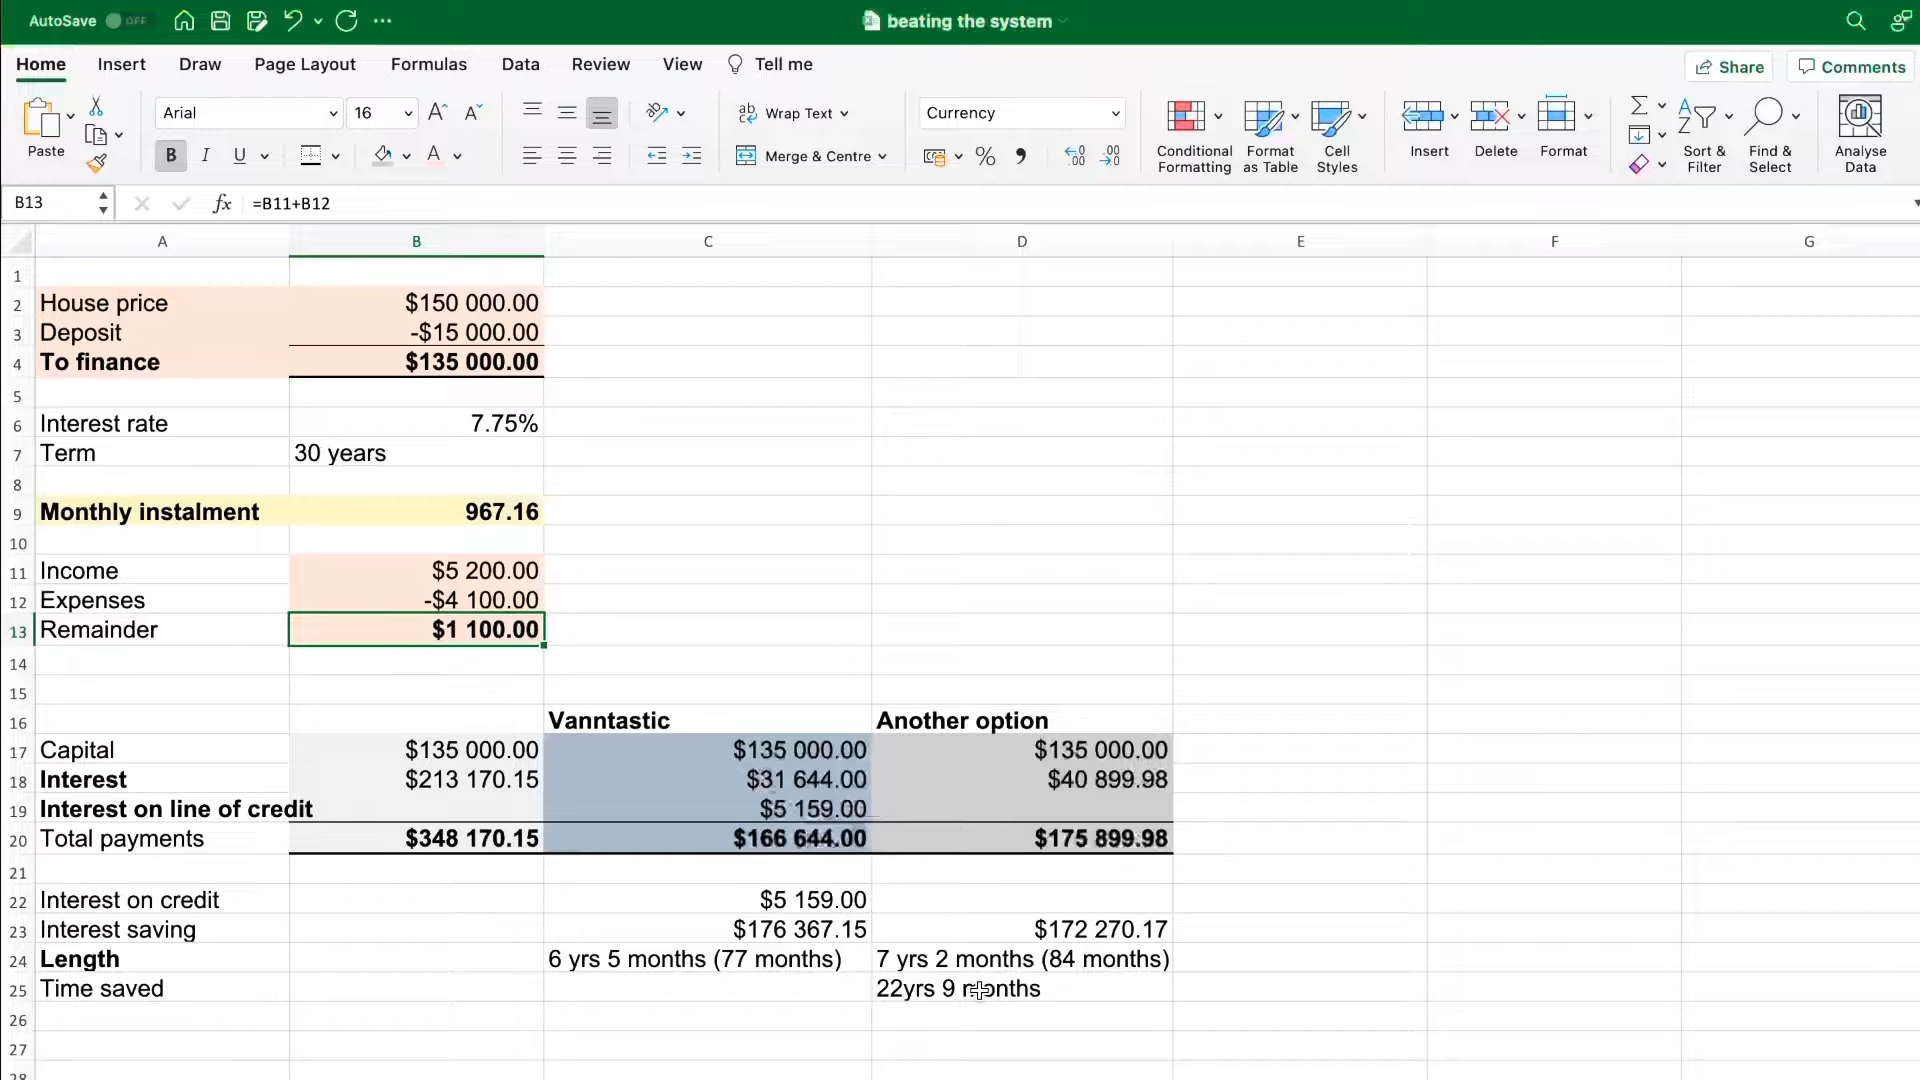 AutoSave OFF
beating the system
Home Insert Draw Page Layout Formulas Data Review View Tell me
Share Comments
Paste
Arial 16
B I U
A A A
ab Wrap Text
Merge & Centre
Currency
% 9 .00 .00
Conditional Formatting
Format as Table
Cell Styles
Insert Delete Format
Sort & Filter
Find & Select
Analyse Data
B13 fx =B11+B12
A B C D E F G
1
2 House price $150 000.00
3 Deposit -$15 000.00
4 To finance $135 000.00
5
6 Interest rate 7.75%
7 Term 30 years
8
9 Monthly instalment 967.16
10
11 Income $5 200.00
12 Expenses -$4 100.00
13 Remainder $1 100.00
14
15
16 Vanntastic Another option
17 Capital $135 000.00 $135 000.00 $135 000.00
18 Interest $213 170.15 $31 644.00 $40 899.98
19 Interest on line of credit $5 159.00
20 Total payments $348 170.15 $166 644.00 $175 899.98
21
22 Interest on credit $5 159.00
23 Interest saving $176 367.15 $172 270.17
24 Length 6 yrs 5 months (77 months) 7 yrs 2 months (84 months)
25 Time saved 22yrs 9 months
26
27
28